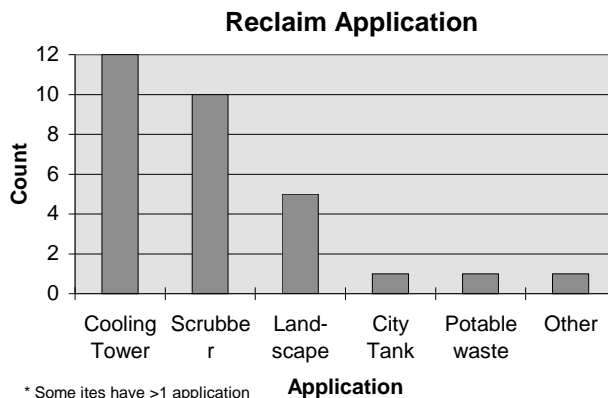 Reclaim Application
Count
12
10
8
6
4
2
0
Cooling Scrubbe Land- City Potable Other
Tower r scape Tank waste
* Some ites have >1 application Application